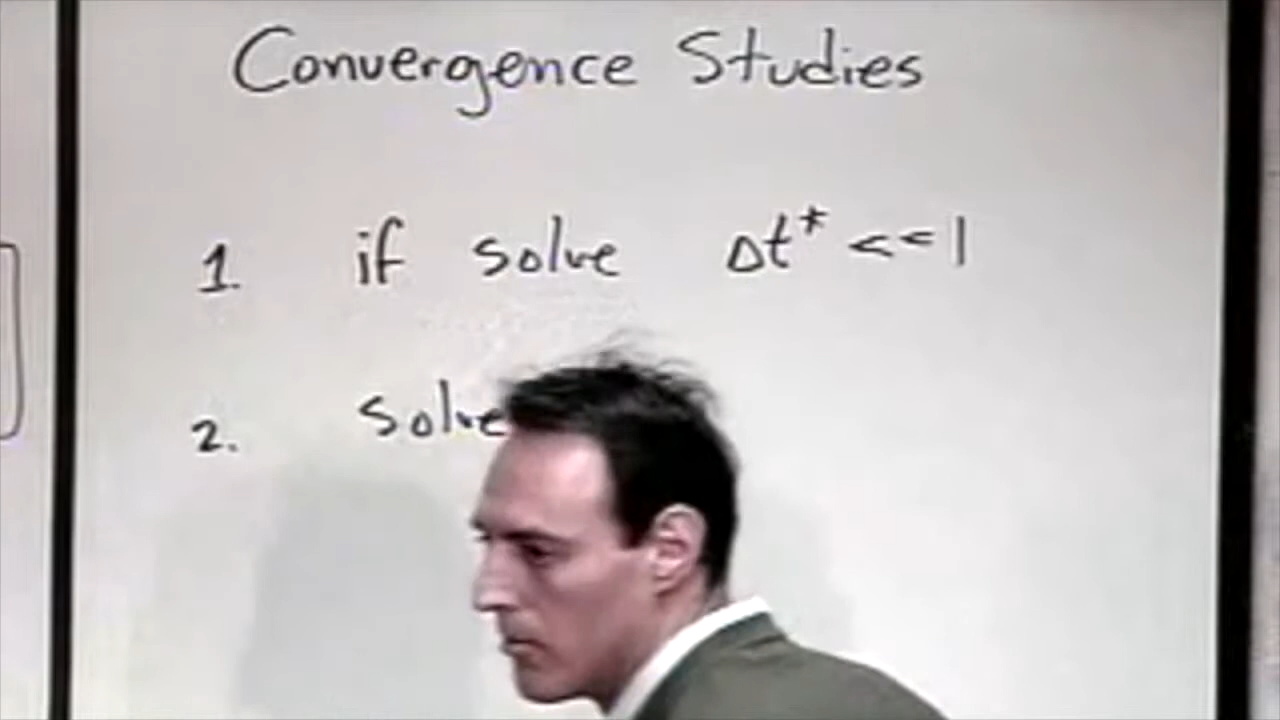 Convergence Studies
1. if solve Δt* << 1
2. solve